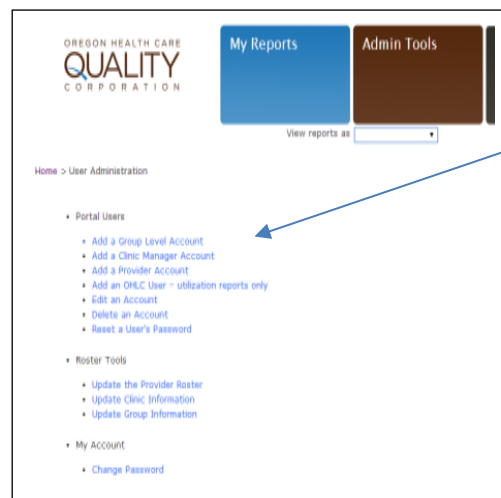 OREGON HEALTH CARE
QUALITY
CORPORATION
My Reports
Admin Tools
View reports as
Home > User Administration
Portal Users
Add a Group Level Account
Add a Clinic Manager Account
Add a Provider Account
Add an OHLC User - utilization reports only
Edit an Account
Delete an Account
Reset a User's Password
Roster Tools
Update the Provider Roster
Update Clinic Information
Update Group Information
My Account
Change Password